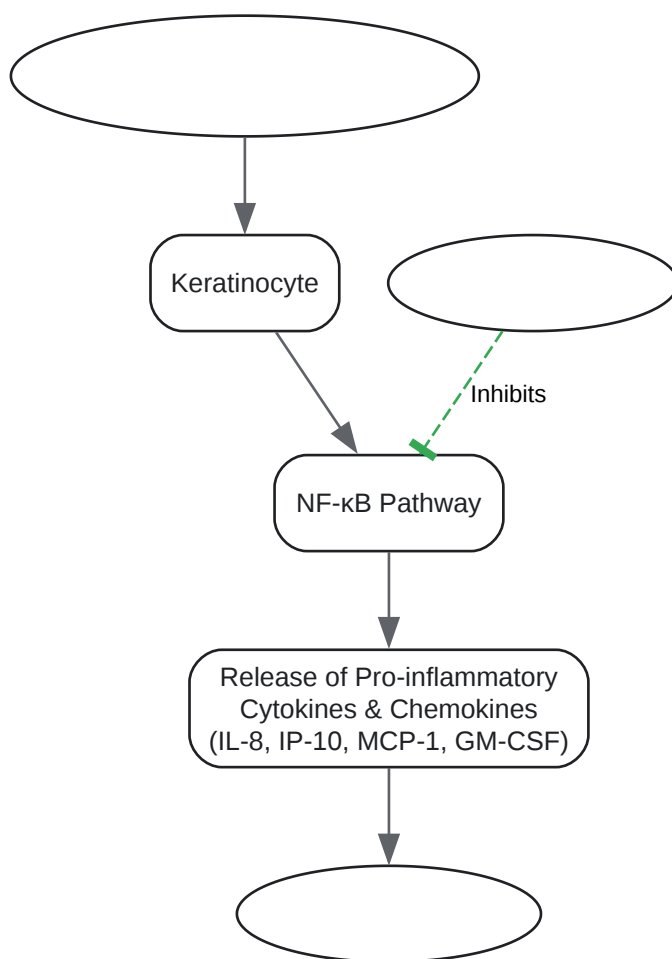 Keratinocyte
Inhibits
NF-κB Pathway
Release of Pro-inflammatory
Cytokines & Chemokines
(IL-8, IP-10, MCP-1, GM-CSF)